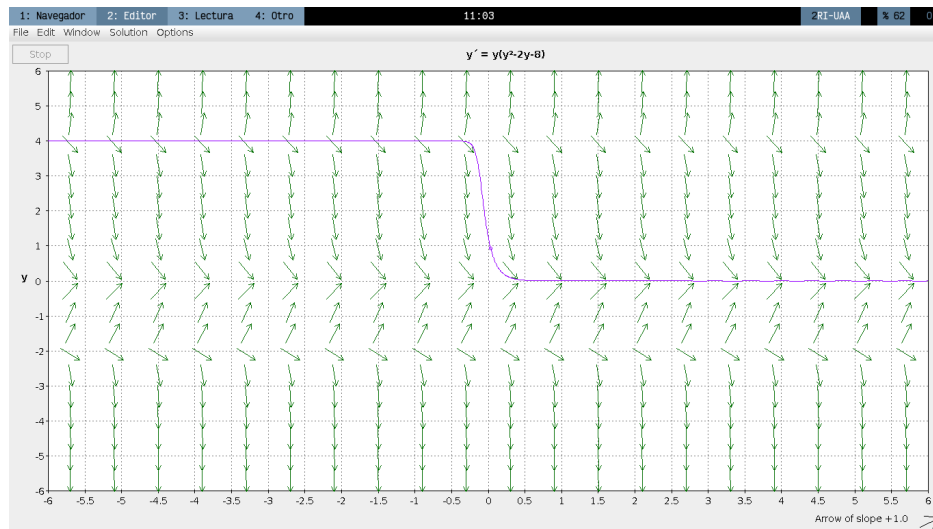 1: Navegador 2: Editor 3: Lectura 4: Otro 11:03 2RI-UAA % 62 0
File Edit Window Solution Options
Stop
y´ = y(y²-2y-8)
6
5
4
3
2
1
y 0
-1
-2
-3
-4
-5
-6
-6 -5.5 -5 -4.5 -4 -3.5 -3 -2.5 -2 -1.5 -1 -0.5 0 0.5 1 1.5 2 2.5 3 3.5 4 4.5 5 5.5 6
Arrow of slope +1.0